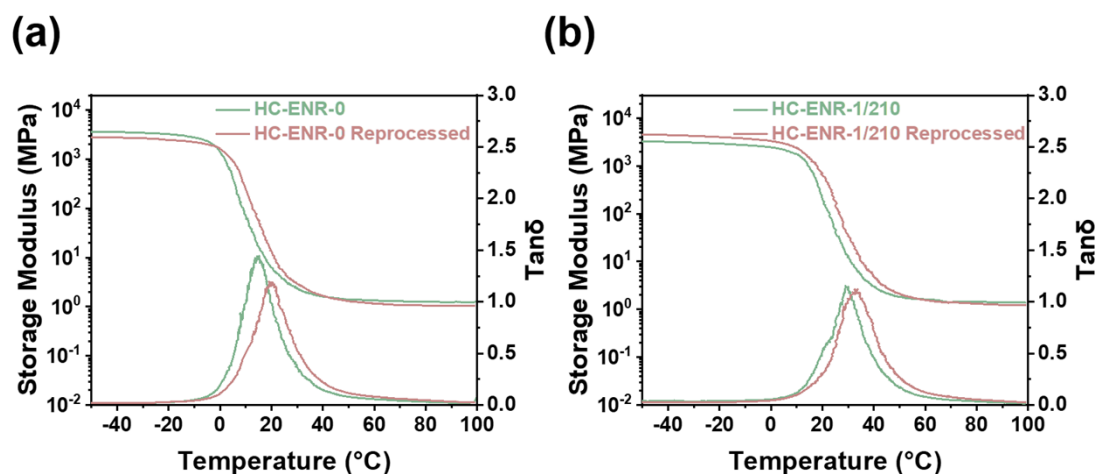 (a)
HC-ENR-0
HC-ENR-0 Reprocessed
Storage Modulus (MPa)
10⁴
10³
10²
10¹
10⁰
10⁻¹
10⁻²
3.0
2.5
2.0
1.5
1.0
0.5
0.0
Tanδ
-40 -20 0 20 40 60 80 100
Temperature (°C)
(b)
HC-ENR-1/210
HC-ENR-1/210 Reprocessed
Storage Modulus (MPa)
10⁴
10³
10²
10¹
10⁰
10⁻¹
10⁻²
3.0
2.5
2.0
1.5
1.0
0.5
0.0
Tanδ
-40 -20 0 20 40 60 80 100
Temperature (°C)